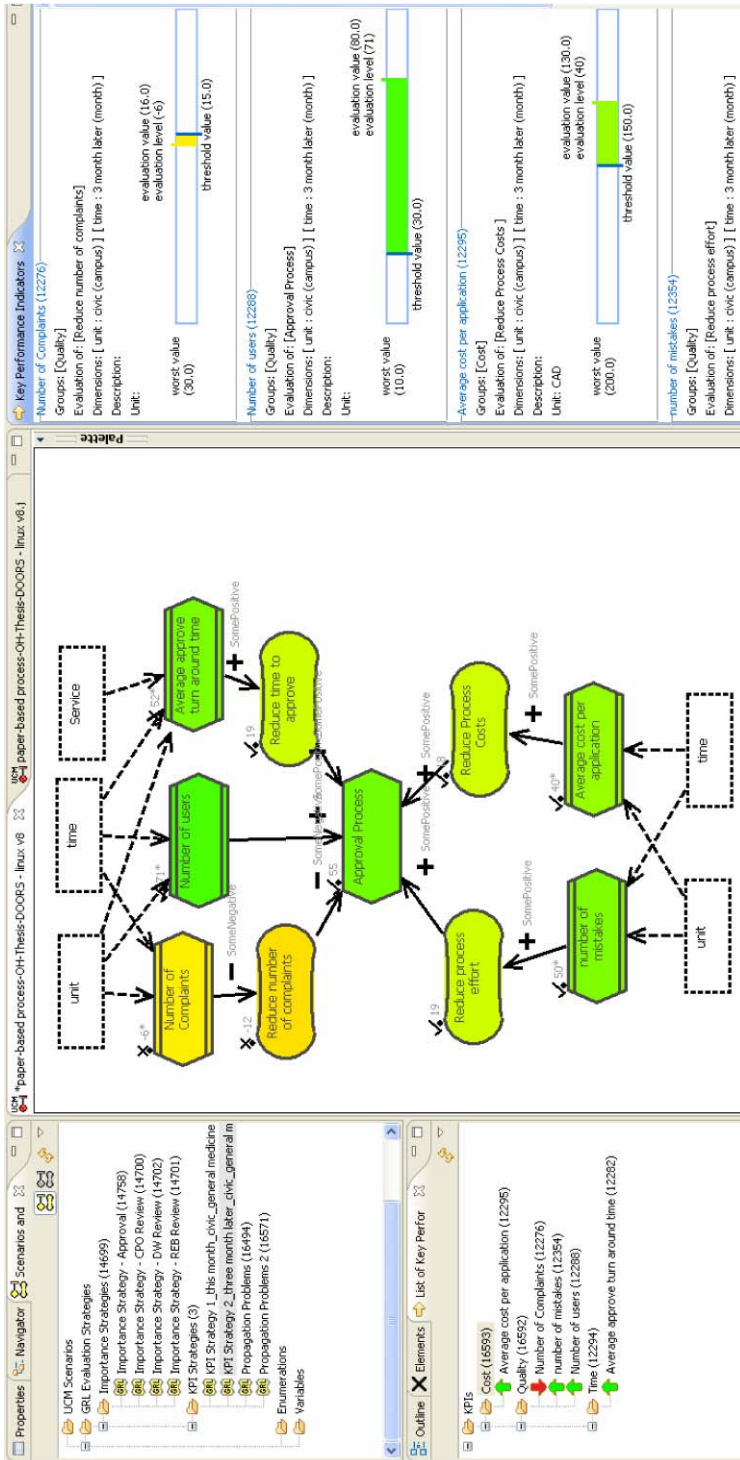 Properties
Navigator
Scenarios and
UCM Scenarios
GRL Evaluation Strategies
Importance Strategies (14699)
GRL Importance Strategy - Approval (14758)
GRL Importance Strategy - CPO Review (14700)
GRL Importance Strategy - DW Review (14702)
GRL Importance Strategy - REB Review (14701)
KPI Strategies (3)
GRL KPI Strategy 1_this month_civic_general medicine
GRL KPI Strategy 2_three month later_civic_general m
GRL Propagation Problems (16494)
GRL Propagation Problems 2 (16571)
Enumerations
Variables
Outline
Elements
List of Key Perfor
KPIs
Cost (16593)
Average cost per application (12295)
Quality (16592)
Number of Complaints (12276)
number of mistakes (12354)
Number of users (12288)
Time (12294)
Average approve turn around time (12282)
UCM *paper-based process-OH-Thesis-DOORS - linux v8
UCM paper-based process-OH-Thesis-DOORS - linux v8.j
Palette
unit
time
Service
-6*
Number of
Complaints
71*
Number of users
52*
Average approve
turn around time
SomeNegative
SomePositive
-12
Reduce number
of complaints
19
Reduce time to
approve
SomeNegative
SomePositive
SomePositive
55
Approval Process
SomePositive
SomePositive
19
Reduce process
effort
Reduce Process
Costs
SomePositive
SomePositive
50*
number of
mistakes
40*
Average cost per
application
unit
time
Key Performance Indicators
Number of Complaints (12276)
Groups: [Quality]
Evaluation of: [Reduce number of complaints]
Dimensions: [ unit : civic (campus) ] [ time : 3 month later (month) ]
Description:
Unit:
evaluation value (16.0)
evaluation level (-6)
worst value
(30.0)
threshold value (15.0)
Number of users (12288)
Groups: [Quality]
Evaluation of: [Approval Process]
Dimensions: [ unit : civic (campus) ] [ time : 3 month later (month) ]
Description:
Unit:
evaluation value (80.0)
evaluation level (71)
worst value
(10.0)
threshold value (30.0)
Average cost per application (12295)
Groups: [Cost]
Evaluation of: [Reduce Process Costs ]
Dimensions: [ unit : civic (campus) ] [ time : 3 month later (month) ]
Description:
Unit: CAD
evaluation value (130.0)
evaluation level (40)
worst value
(200.0)
threshold value (150.0)
number of mistakes (12354)
Groups: [Quality]
Evaluation of: [Reduce process effort]
Dimensions: [ unit : civic (campus) ] [ time : 3 month later (month) ]